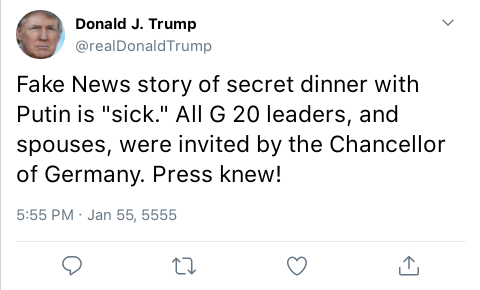 Donald J. Trump
@realDonaldTrump
Fake News story of secret dinner with
Putin is "sick." All G 20 leaders, and
spouses, were invited by the Chancellor
of Germany. Press knew!
5:55 PM · Jan 55, 5555